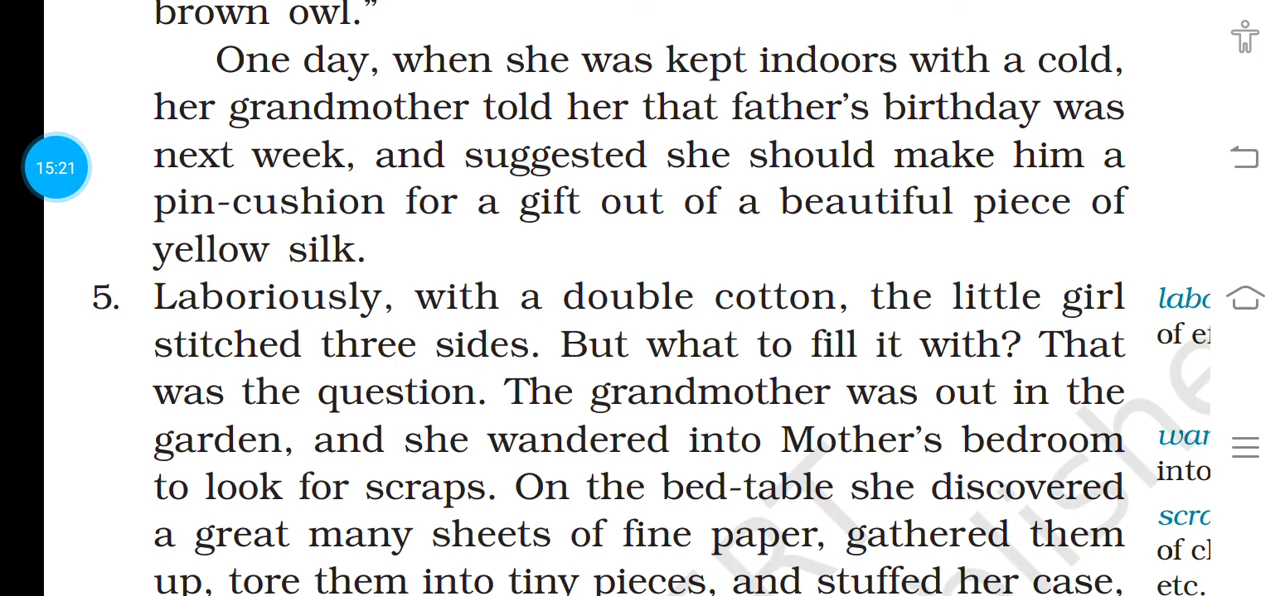 brown owl.”
One day, when she was kept indoors with a cold,
her grandmother told her that father’s birthday was
next week, and suggested she should make him a
pin-cushion for a gift out of a beautiful piece of
yellow silk.
15:21
5. Laboriously, with a double cotton, the little girl
stitched three sides. But what to fill it with? That
was the question. The grandmother was out in the
garden, and she wandered into Mother’s bedroom
to look for scraps. On the bed-table she discovered
a great many sheets of fine paper, gathered them
up, tore them into tiny pieces, and stuffed her case,
of
into
etc.